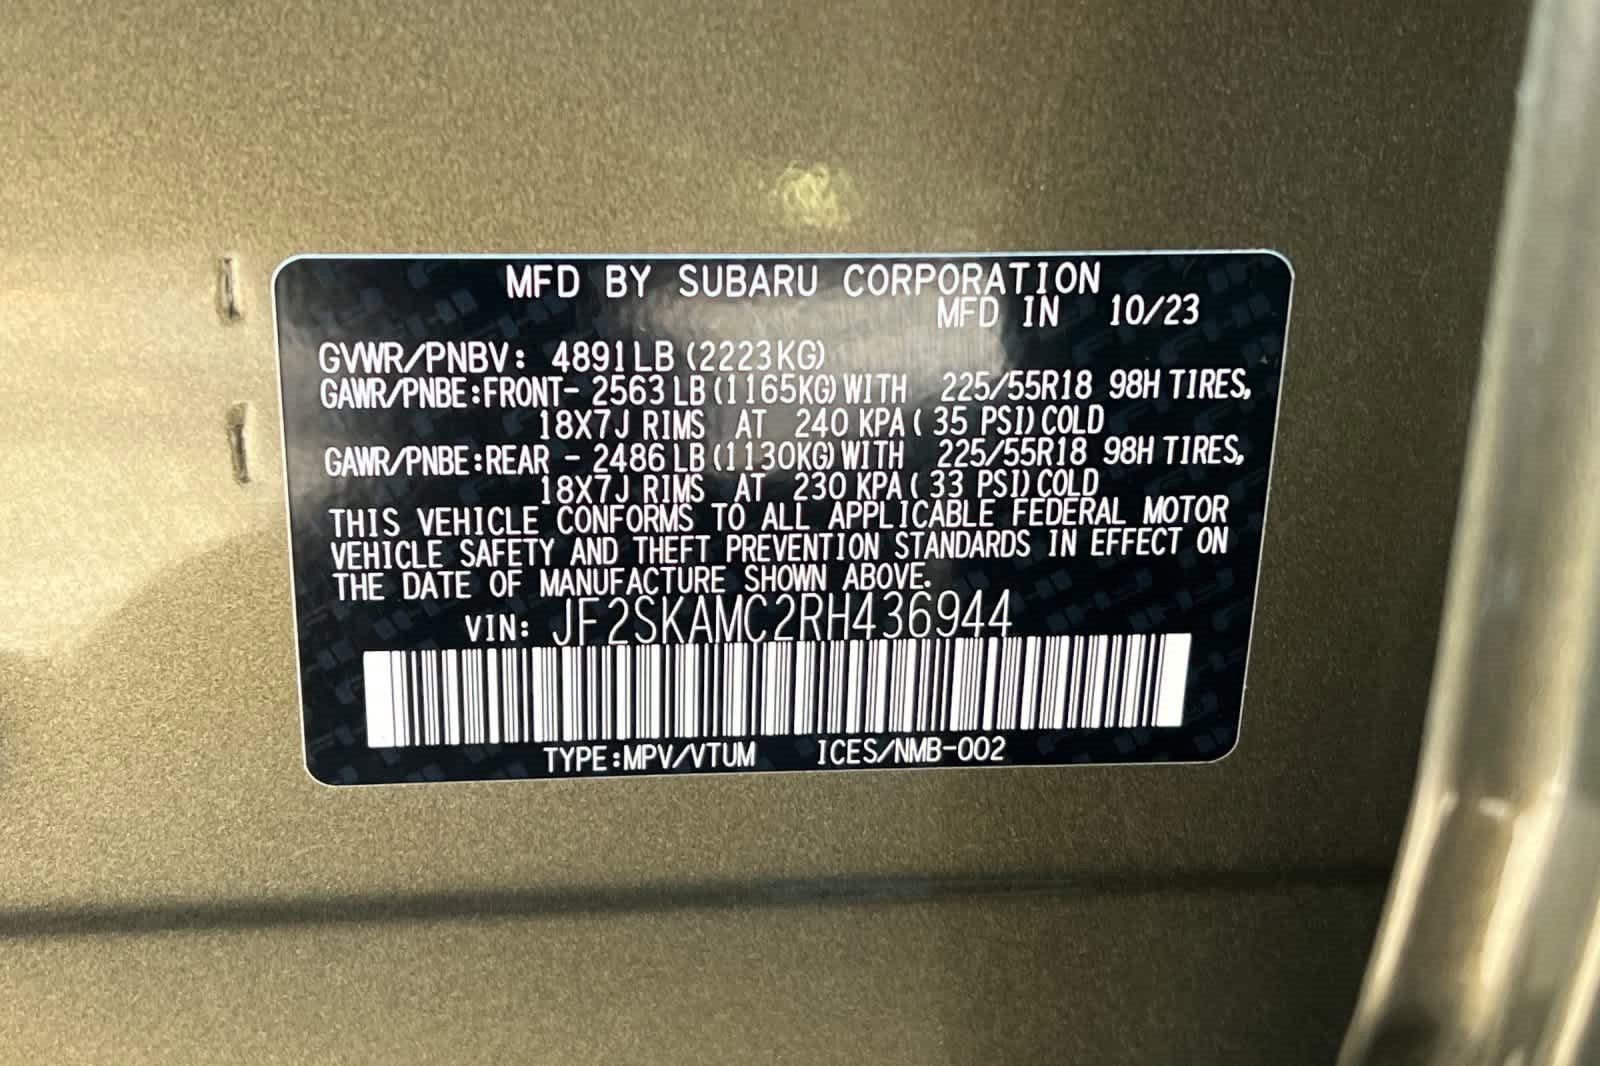 MFD BY SUBARU CORPORATION
MFD IN 10/23
GVWR/PNBV: 4891LB (2223KG)
GAWR/PNBE:FRONT- 2563LB (1165KG) WITH 225/55R18 98H TIRES,
18X7J RIMS AT 240 KPA( 35 PSI) COLD
GAWR/PNBE:REAR - 2486LB (1130KG) WITH 225/55R18 98H TIRES,
18X7J RIMS AT 230 KPA( 33 PSI) COLD
THIS VEHICLE CONFORMS TO ALL APPLICABLE FEDERAL MOTOR
VEHICLE SAFETY AND THEFT PREVENTION STANDARDS IN EFFECT ON
THE DATE OF MANUFACTURE SHOWN ABOVE.
VIN: JF2SKAMC2RH436944
TYPE:MPV/VTUM ICES/NMB-002